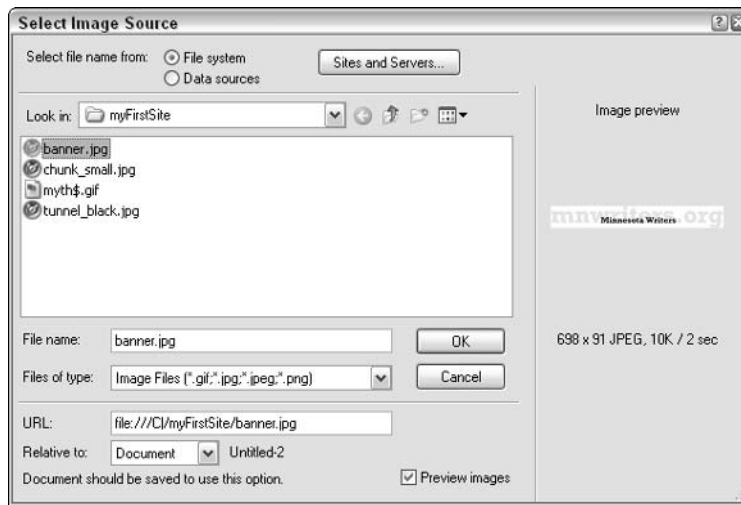 Select Image Source
Select file name from: File system Sites and Servers...
Data sources
Look in: myFirstSite
Image preview
banner.jpg
chunk_small.jpg
myth$.gif
tunnel_black.jpg
mnwriters.org
Minnesota Writers
File name: banner.jpg OK
698 x 91 JPEG, 10K / 2 sec
Files of type: Image Files (*.gif;*.jpg;*.jpeg;*.png) Cancel
URL: file:///C|/myFirstSite/banner.jpg
Relative to: Document Untitled-2
Document should be saved to use this option. Preview images